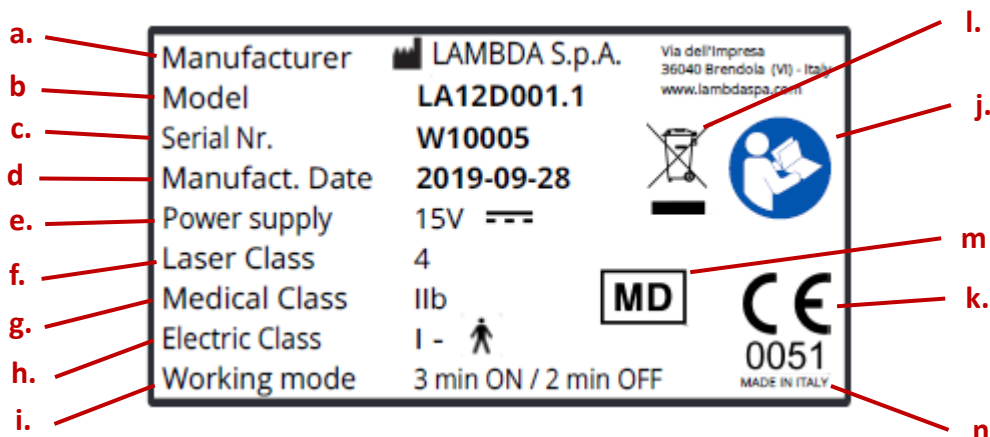 a.
Manufacturer LAMBDA S.p.A.
Via dell'Impresa
36040 Brendola (VI) - Italy
www.lambdaspa.com
l.
b
Model LA12D001.1
j.
c.
Serial Nr. W10005
d
Manufact. Date 2019-09-28
e.
Power supply 15V
f.
Laser Class 4
m
MD
g.
Medical Class IIb
k.
CE
h.
Electric Class I -
0051
i.
Working mode 3 min ON / 2 min OFF
MADE IN ITALY
n